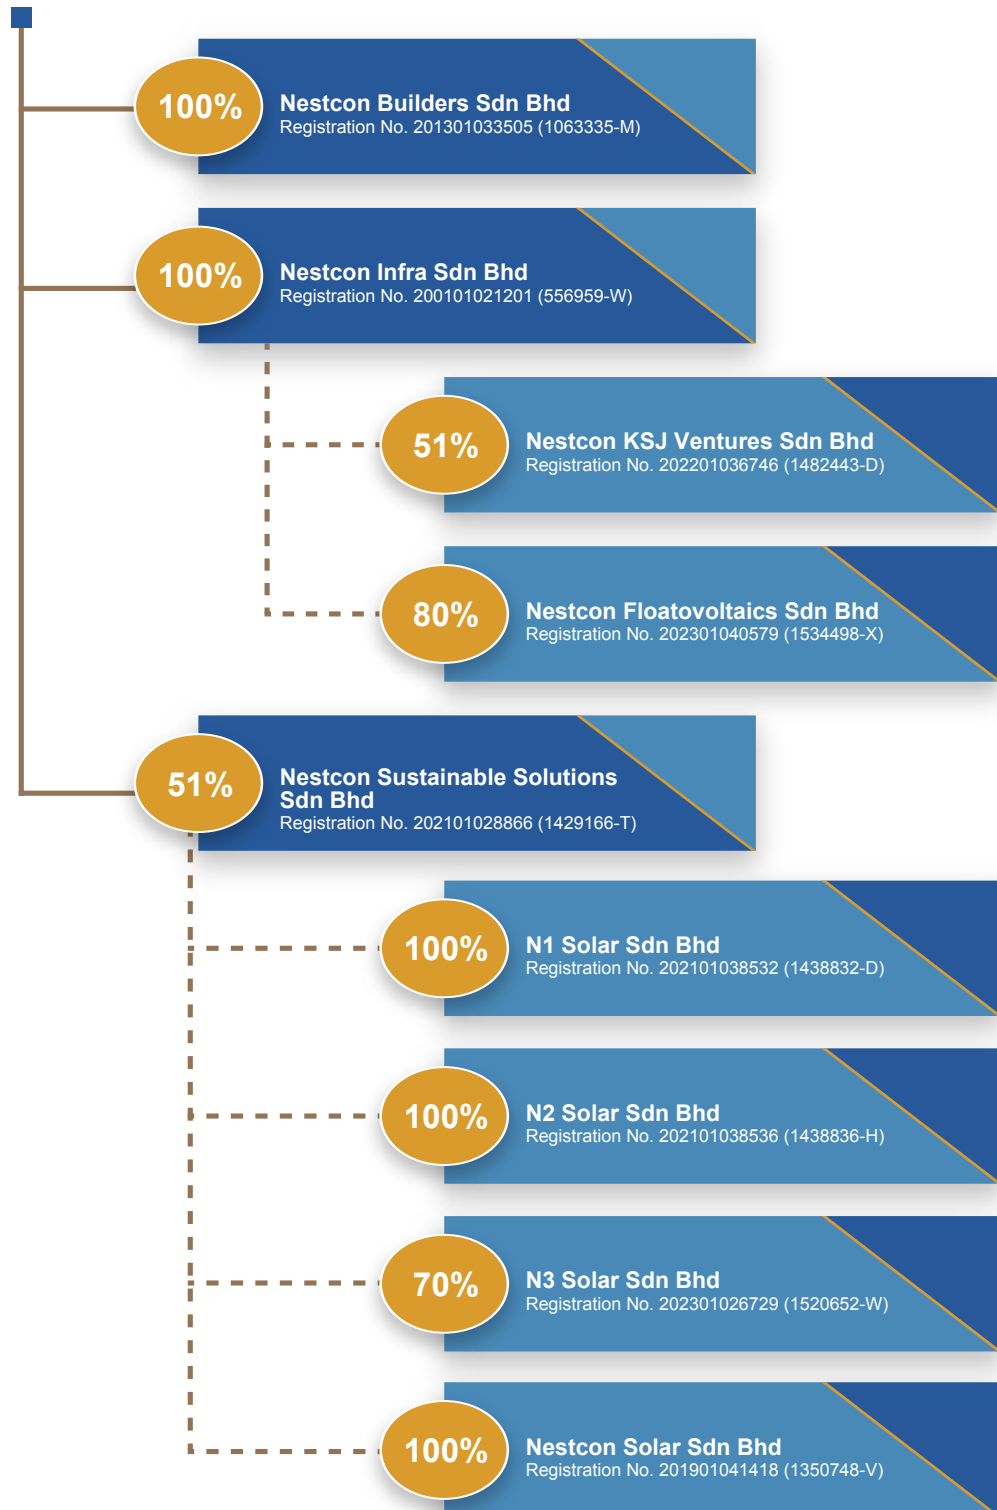 100%
Nestcon Builders Sdn Bhd
Registration No. 201301033505 (1063335-M)
100%
Nestcon Infra Sdn Bhd
Registration No. 200101021201 (556959-W)
51%
Nestcon KSJ Ventures Sdn Bhd
Registration No. 202201036746 (1482443-D)
80%
Nestcon Floatovoltaics Sdn Bhd
Registration No. 202301040579 (1534498-X)
51%
Nestcon Sustainable Solutions
Sdn Bhd
Registration No. 202101028866 (1429166-T)
100%
N1 Solar Sdn Bhd
Registration No. 202101038532 (1438832-D)
100%
N2 Solar Sdn Bhd
Registration No. 202101038536 (1438836-H)
70%
N3 Solar Sdn Bhd
Registration No. 202301026729 (1520652-W)
100%
Nestcon Solar Sdn Bhd
Registration No. 201901041418 (1350748-V)